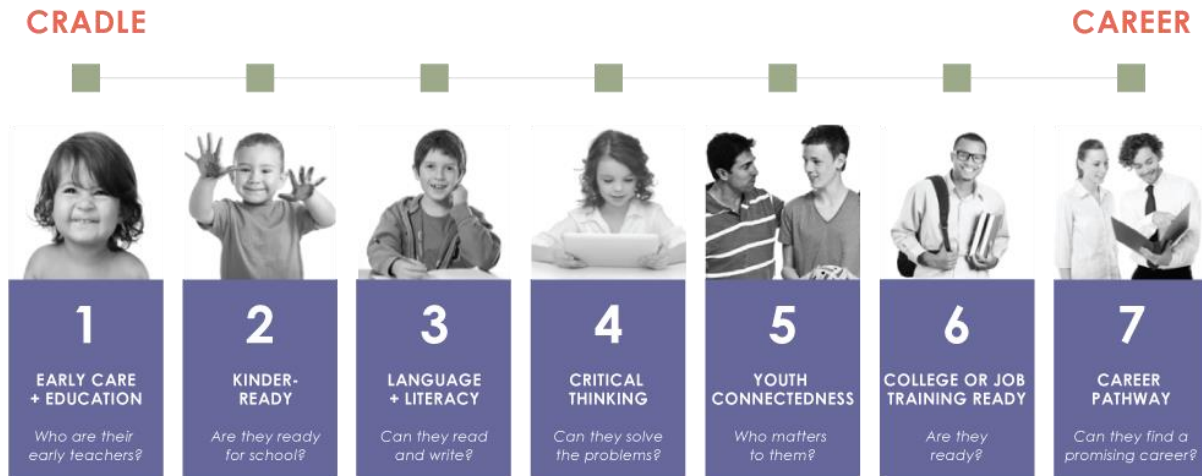 CRADLE
CAREER
1
EARLY CARE
+ EDUCATION
Who are their
early teachers?
2
KINDER-
READY
Are they ready
for school?
3
LANGUAGE
+ LITERACY
Can they read
and write?
4
CRITICAL
THINKING
Can they solve
the problems?
5
YOUTH
CONNECTEDNESS
Who matters
to them?
6
COLLEGE OR JOB
TRAINING READY
Are they
ready?
7
CAREER
PATHWAY
Can they find a
promising career?